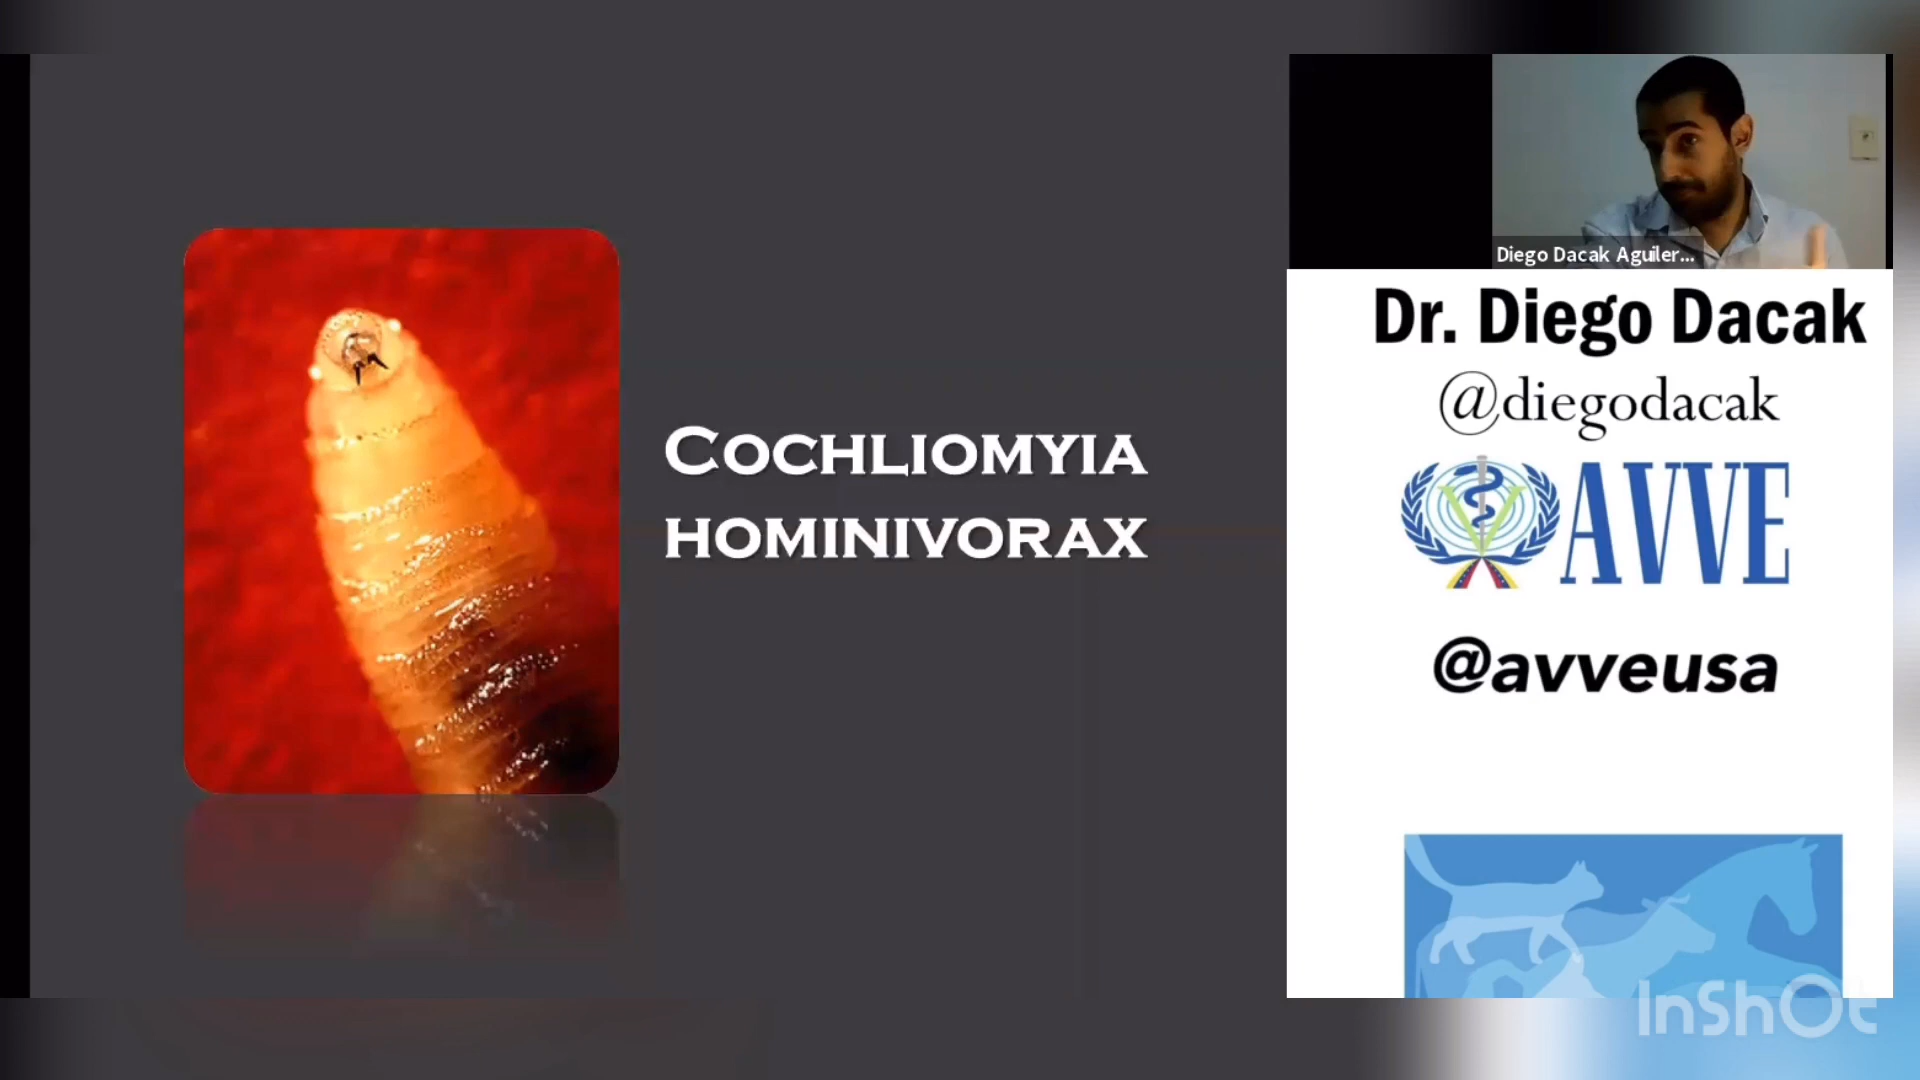 COCHLIOMYIA
HOMINIVORAX
Diego Dacak Aguiler...
Dr. Diego Dacak
@diegodacak
AVVE
@avveusa
InShOt